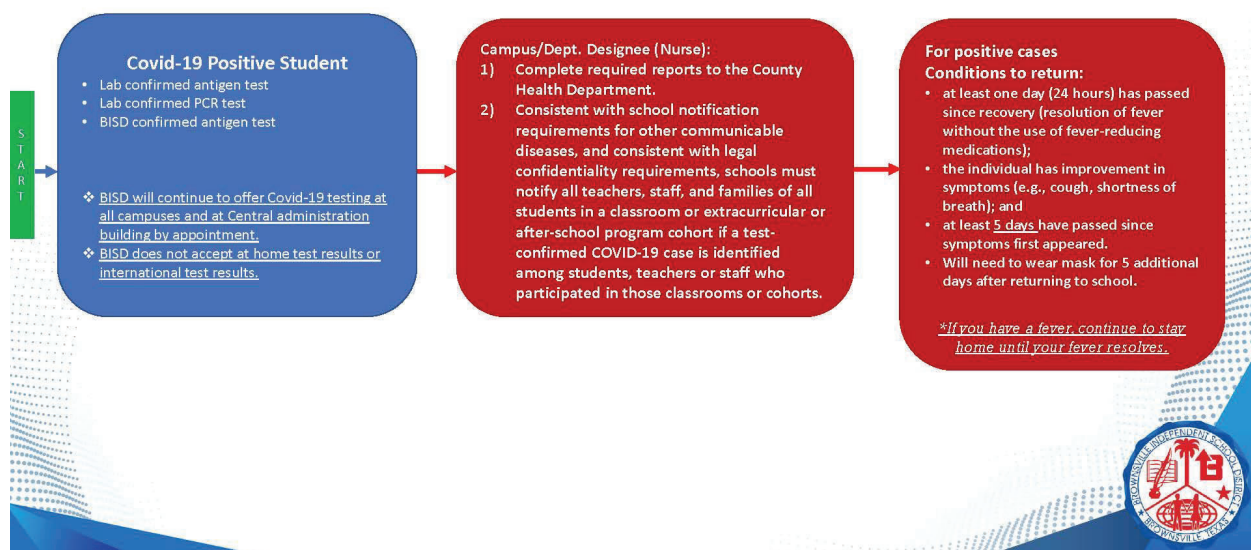 START
Covid-19 Positive Student
• Lab confirmed antigen test
• Lab confirmed PCR test
• BISD confirmed antigen test
❖ BISD will continue to offer Covid-19 testing at
all campuses and at Central administration
building by appointment.
❖ BISD does not accept at home test results or
international test results.
Campus/Dept. Designee (Nurse):
1) Complete required reports to the County
Health Department.
2) Consistent with school notification
requirements for other communicable
diseases, and consistent with legal
confidentiality requirements, schools must
notify all teachers, staff, and families of all
students in a classroom or extracurricular or
after-school program cohort if a test-
confirmed COVID-19 case is identified
among students, teachers or staff who
participated in those classrooms or cohorts.
For positive cases
Conditions to return:
• at least one day (24 hours) has passed
since recovery (resolution of fever
without the use of fever-reducing
medications);
• the individual has improvement in
symptoms (e.g., cough, shortness of
breath); and
• at least 5 days have passed since
symptoms first appeared.
• Will need to wear mask for 5 additional
days after returning to school.
*If you have a fever, continue to stay
home until your fever resolves.
BROWNSVILLE INDEPENDENT SCHOOL DISTRICT
BROWNSVILLE, TEXAS